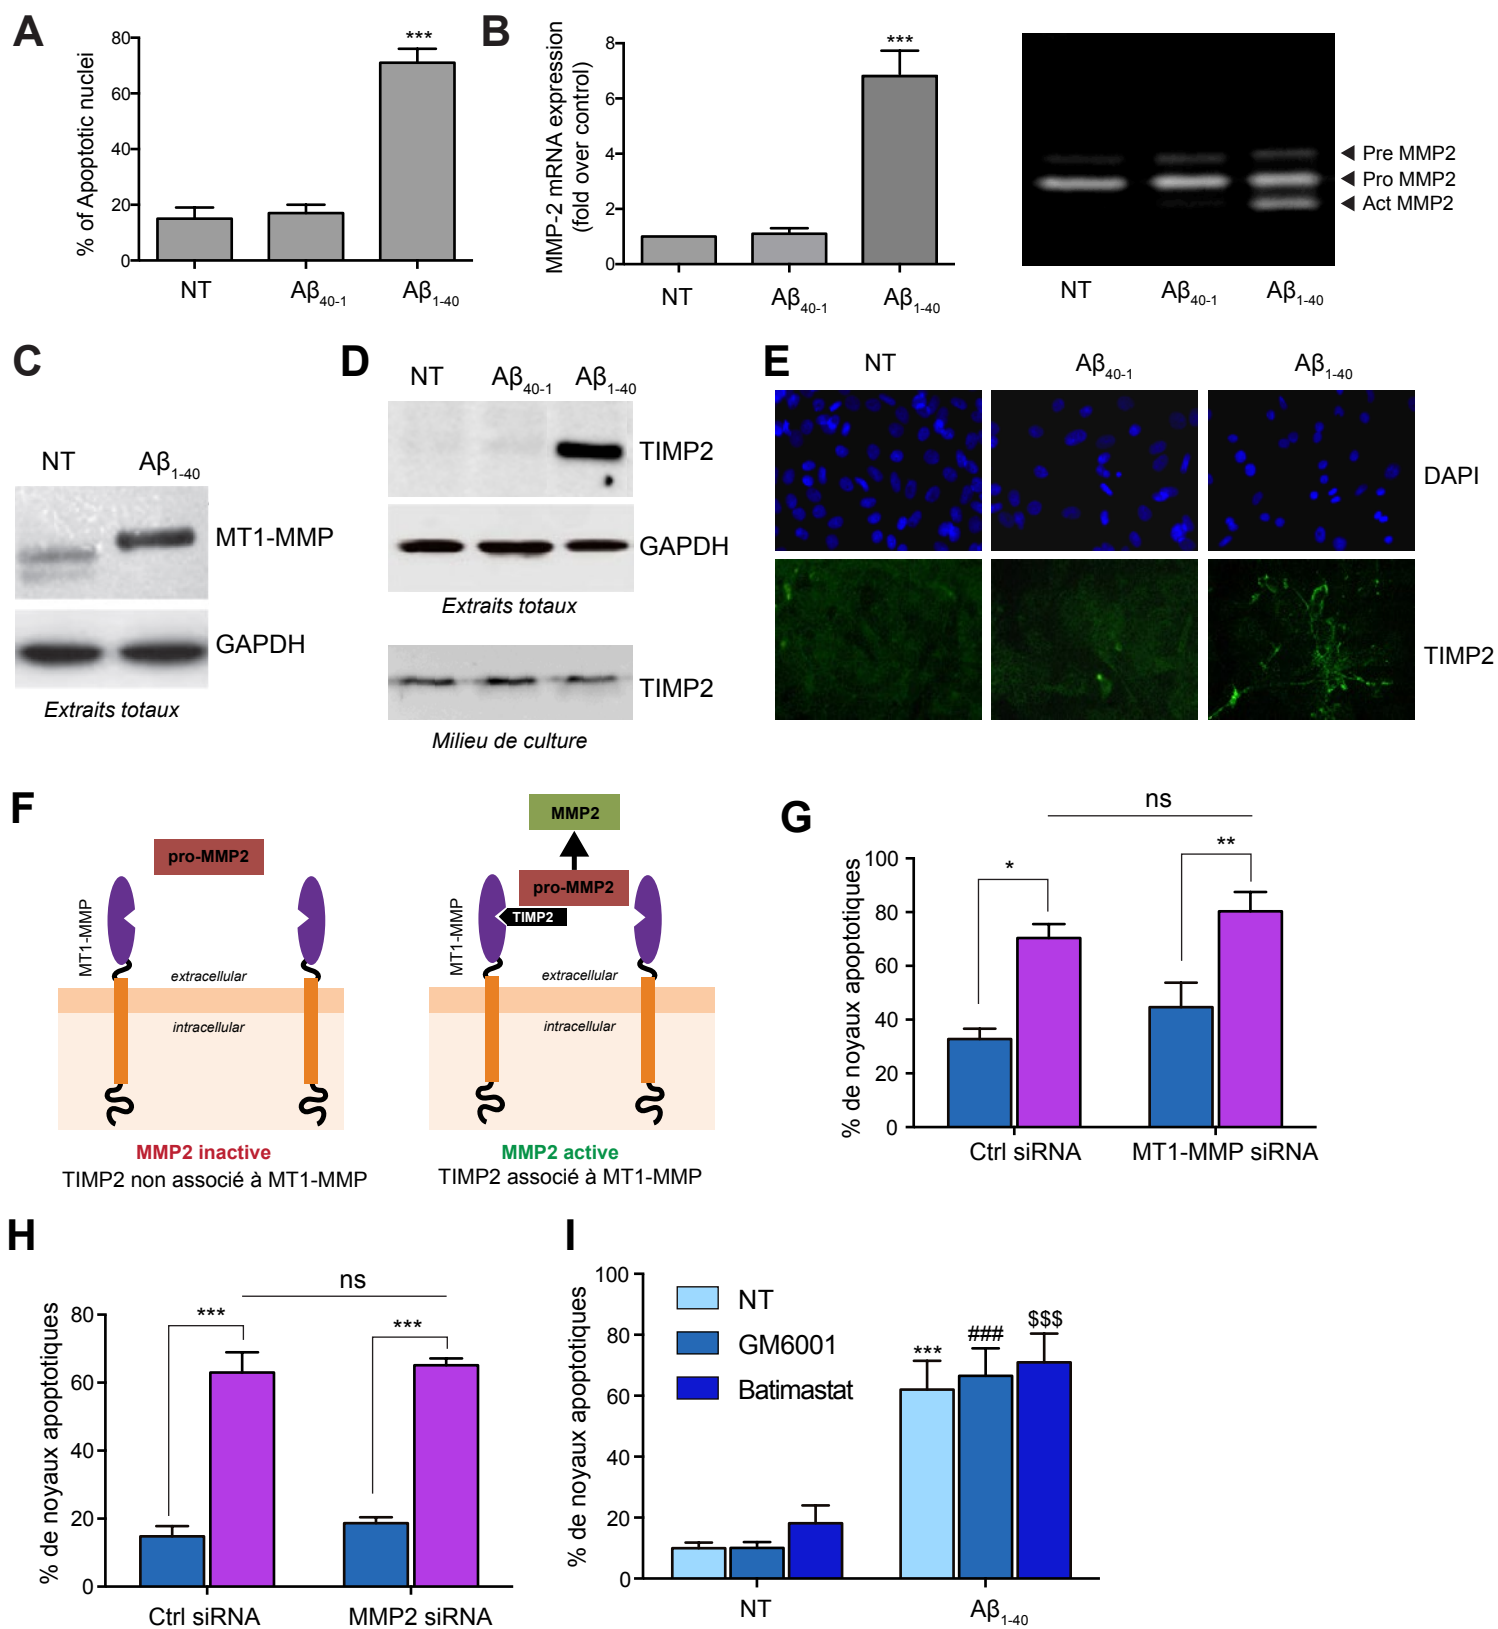 A
% of Apoptotic nuclei
80
60
40
20
0
***
NT
Aβ40-1
Aβ1-40
B
MMP-2 mRNA expression
(fold over control)
8
6
4
2
0
***
NT
Aβ40-1
Aβ1-40
Pre MMP2
Pro MMP2
Act MMP2
NT
Aβ40-1
Aβ1-40
C
NT
Aβ1-40
MT1-MMP
GAPDH
Extraits totaux
D
NT
Aβ40-1
Aβ1-40
TIMP2
GAPDH
Extraits totaux
TIMP2
Milieu de culture
E
NT
Aβ40-1
Aβ1-40
DAPI
TIMP2
F
pro-MMP2
MT1-MMP
extracellular
intracellular
MMP2 inactive
TIMP2 non associé à MT1-MMP
MMP2
pro-MMP2
TIMP2
MT1-MMP
extracellular
intracellular
MMP2 active
TIMP2 associé à MT1-MMP
G
% de noyaux apoptotiques
100
80
60
40
20
0
ns
*
**
Ctrl siRNA
MT1-MMP siRNA
H
% de noyaux apoptotiques
80
60
40
20
0
ns
***
***
Ctrl siRNA
MMP2 siRNA
I
% de noyaux apoptotiques
100
80
60
40
20
0
NT
GM6001
Batimastat
***
###
$$$
NT
Aβ1-40